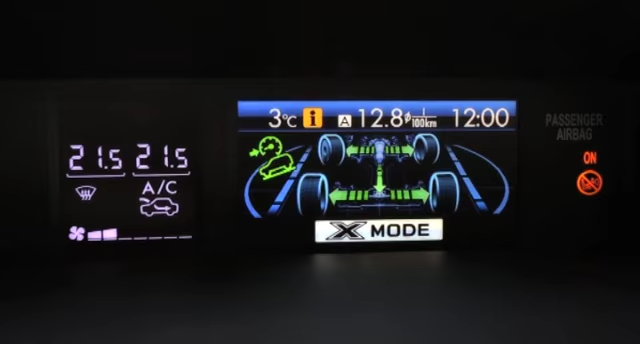 3°C i A 12.8 ø l/100km 12:00
PASSENGER
AIRBAG
21.5 21.5
ON
A/C
X MODE